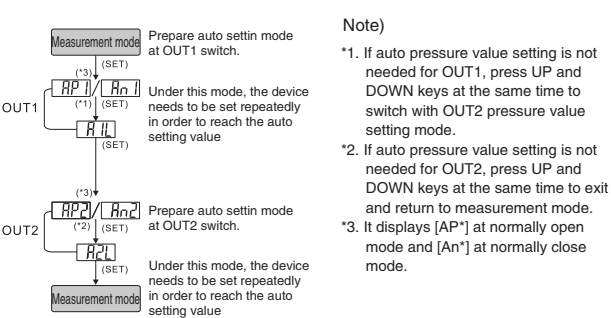 Measurement mode
Prepare auto settin mode
at OUT1 switch.
(SET)
(*3)
AP1 / An1
(*1) (SET)
OUT1
Under this mode, the device
needs to be set repeatedly
in order to reach the auto
setting value
A1L
(SET)
(*3)
AP2 / An2
Prepare auto settin mode
at OUT2 switch.
OUT2
(*2) (SET)
A2L
(SET)
Under this mode, the device
needs to be set repeatedly
in order to reach the auto
setting value
Measurement mode
Note)
*1. If auto pressure value setting is not
needed for OUT1, press UP and
DOWN keys at the same time to
switch with OUT2 pressure value
setting mode.
*2. If auto pressure value setting is not
needed for OUT2, press UP and
DOWN keys at the same time to exit
and return to measurement mode.
*3. It displays [AP*] at normally open
mode and [An*] at normally close
mode.